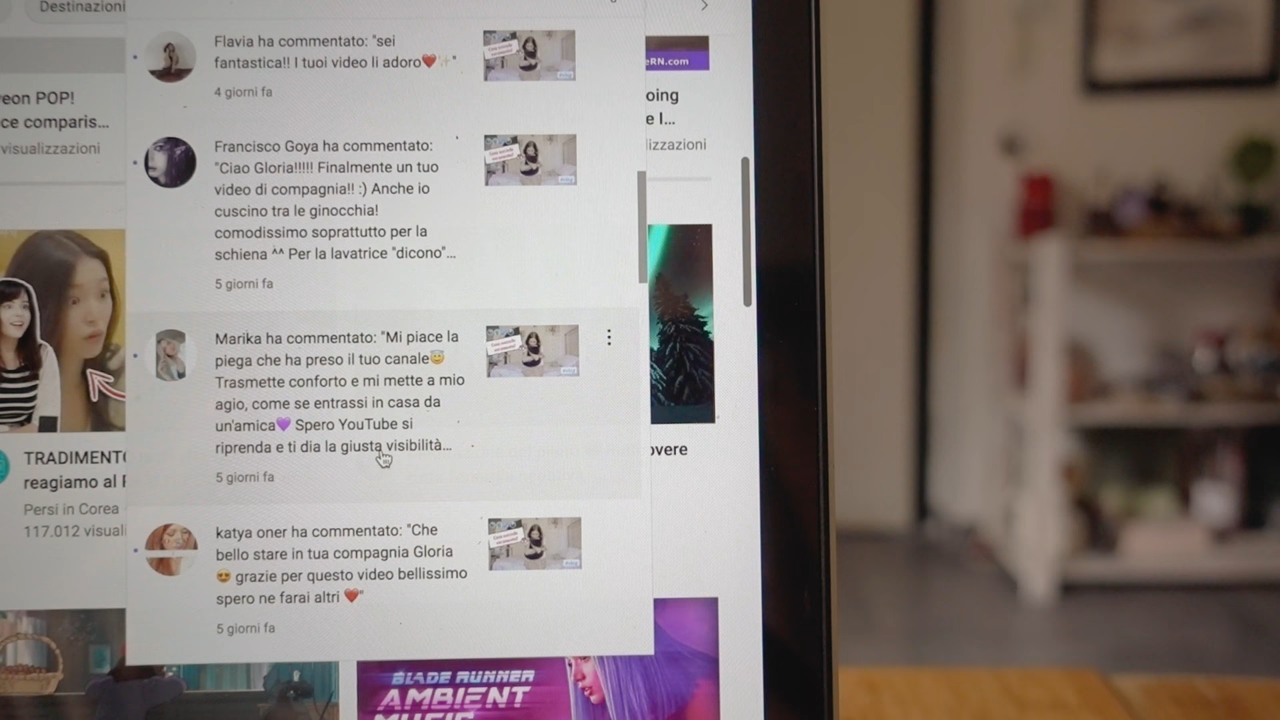 Destinazioni
Flavia ha commentato: "sei
fantastica!! I tuoi video li adoro❤️✨"
4 giorni fa
eRN.com
eon POP!
ce comparis...
visualizzazioni
oing
e I...
izzazioni
Francisco Goya ha commentato:
"Ciao Gloria!!!!! Finalmente un tuo
video di compagnia!! :) Anche io
cuscino tra le ginocchia!
comodissimo soprattutto per la
schiena ^^ Per la lavatrice "dicono"...
5 giorni fa
Marika ha commentato: "Mi piace la
piega che ha preso il tuo canale😇
Trasmette conforto e mi mette a mio
agio, come se entrassi in casa da
un'amica💜 Spero YouTube si
riprenda e ti dia la giusta visibilità...
5 giorni fa
TRADIMENTO
reagiamo al
Persi in Corea
117.012 visuali
overe
katya oner ha commentato: "Che
bello stare in tua compagnia Gloria
😍 grazie per questo video bellissimo
spero ne farai altri ❤️"
5 giorni fa
BLADE RUNNER
AMBIENT
MUSIC